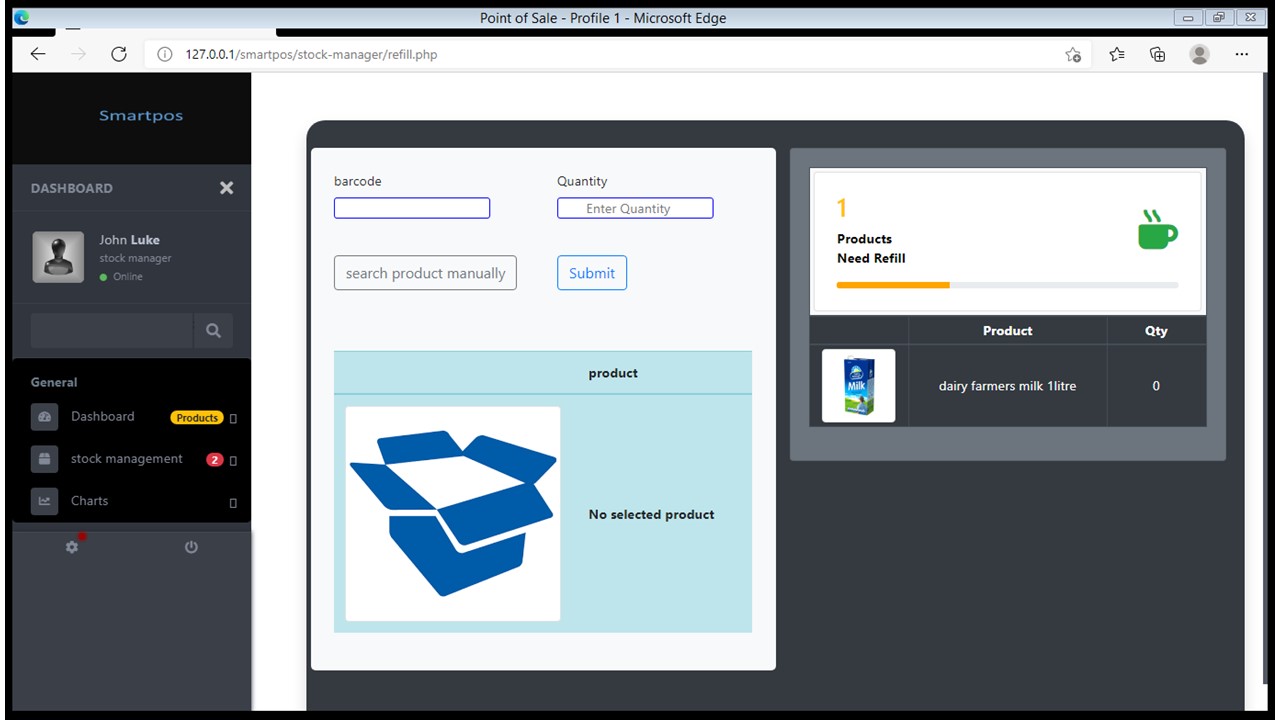 Point of Sale - Profile 1 - Microsoft Edge
127.0.0.1/smartpos/stock-manager/refill.php
Smartpos
DASHBOARD
John Luke
stock manager
Online
General
Dashboard Products
stock management 2
Charts
barcode Quantity
Enter Quantity
search product manually Submit
product
No selected product
1
Products
Need Refill
Product Qty
Milk
dairy farmers milk 1litre 0